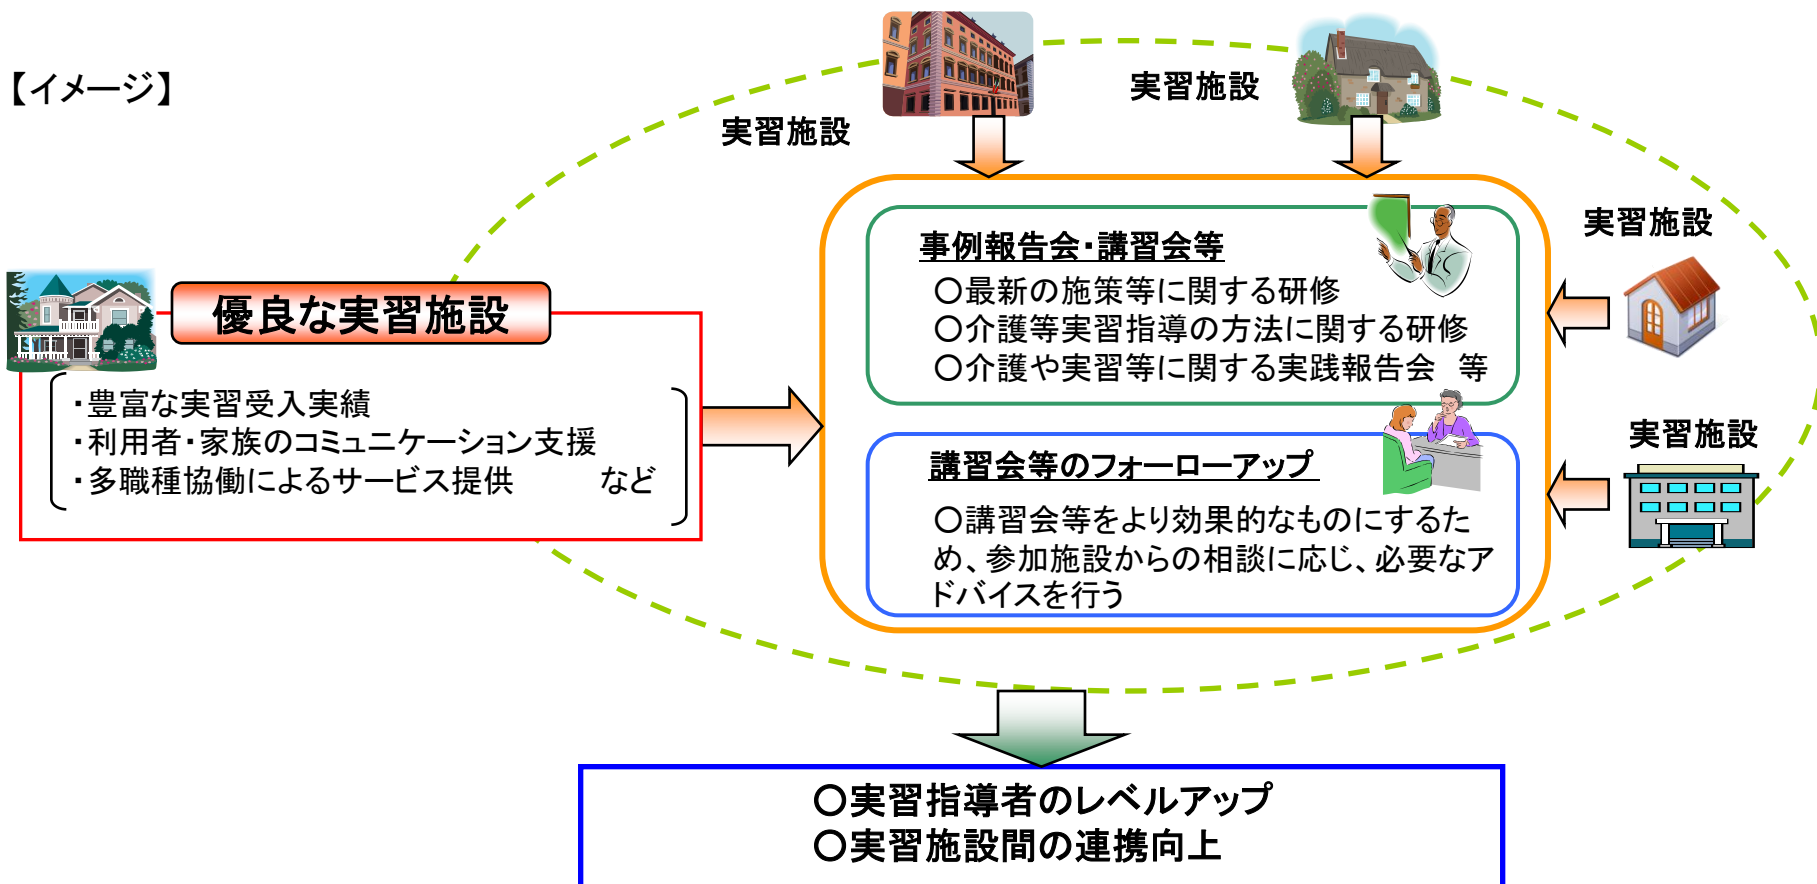 【イメージ】
実習施設
実習施設
実習施設
実習施設
優良な実習施設
・豊富な実習受入実績
・利用者・家族のコミュニケーション支援
・多職種協働によるサービス提供　　など
事例報告会・講習会等
○最新の施策等に関する研修
○介護等実習指導の方法に関する研修
○介護や実習等に関する実践報告会　等
講習会等のフォーローアップ
○講習会等をより効果的なものにするた
め、参加施設からの相談に応じ、必要なア
ドバイスを行う
○実習指導者のレベルアップ
○実習施設間の連携向上